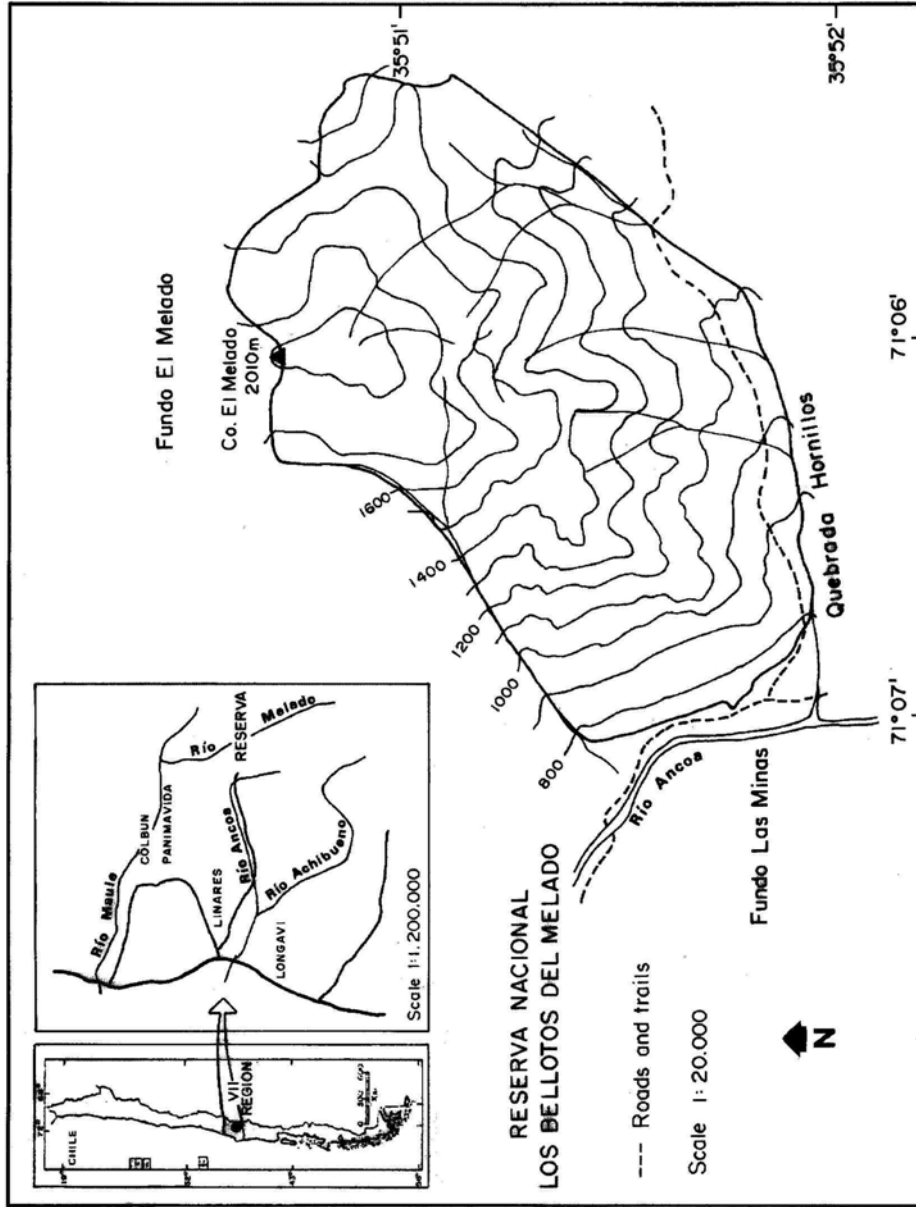 CHILE
VII
REGION
Río Maule
COLBUN
PANIMAVIDA
Río Melado
LINARES
RESERVA
Río Ancoa
Río Achibueno
LONGAVI
Scale 1:1.200.000
RESERVA NACIONAL
LOS BELLOTOS DEL MELADO
--- Roads and trails
Scale 1:20.000
N
Fundo El Melado
Co. El Melado
2010m
1600
1400
1200
1000
800
Río Ancoa
Fundo Las Minas
Quebrada Hornillos
35°51'
35°52'
71°07'
71°06'